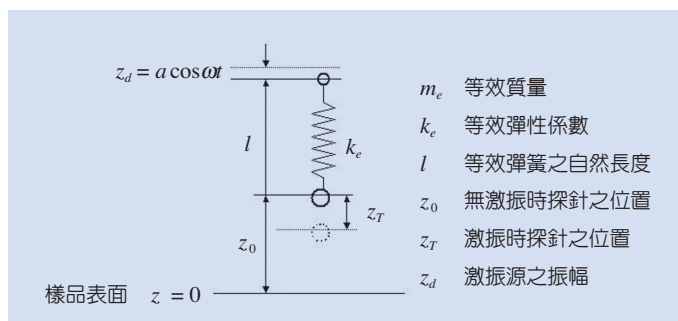 z_d = a cos ωt
l
k_e
z_T
z_0
樣品表面 z = 0
m_e 等效質量
k_e 等效彈性係數
l 等效彈簧之自然長度
z_0 無激振時探針之位置
z_T 激振時探針之位置
z_d 激振源之振幅